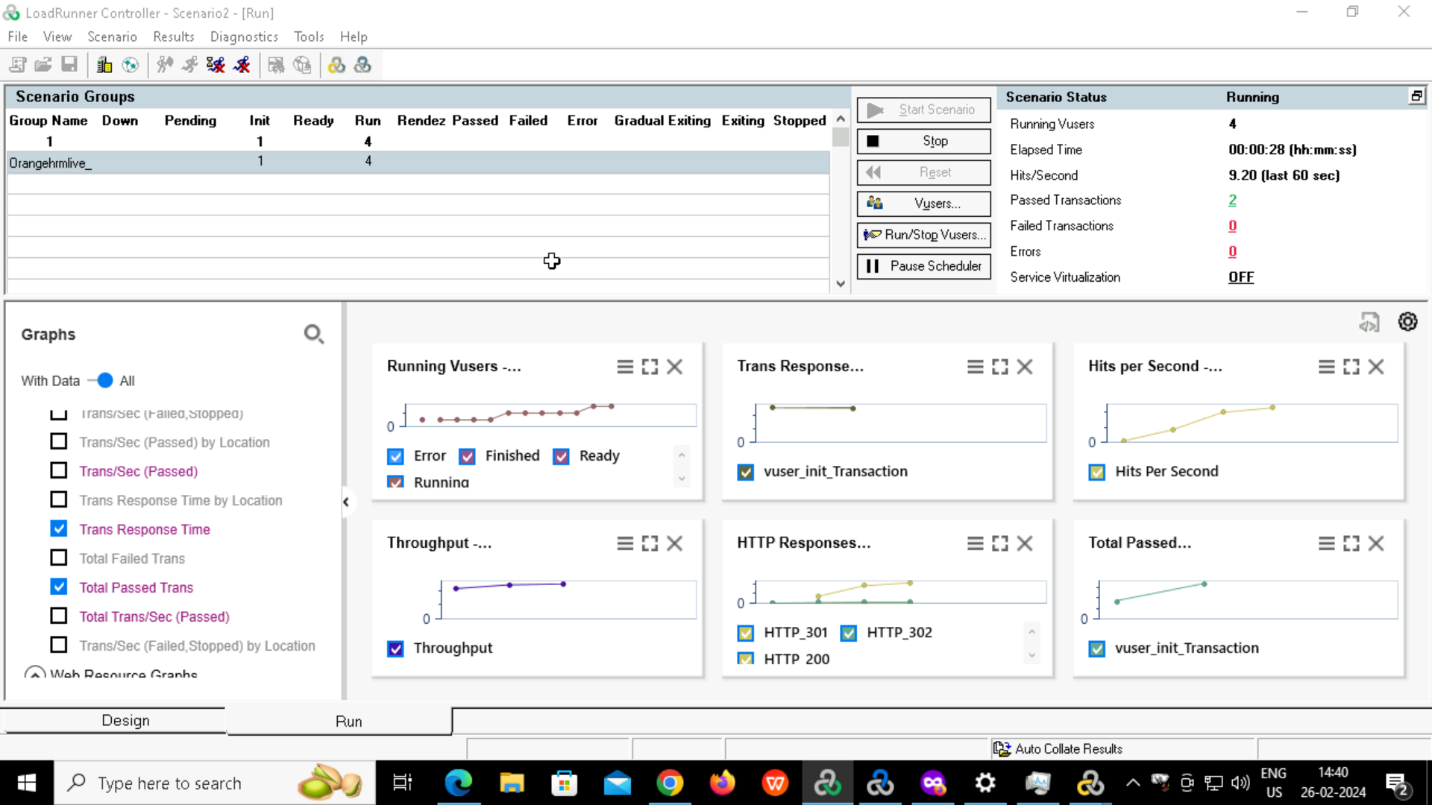 LoadRunner Controller - Scenario2 - [Run]
File View Scenario Results Diagnostics Tools Help
Scenario Groups
Group Name Down Pending Init Ready Run Rendez Passed Failed Error Gradual Exiting Exiting Stopped
1 1 4
Orangehrmlive_ 1 4
Start Scenario
Stop
Reset
Vusers...
Run/Stop Vusers...
Pause Scheduler
Scenario Status Running
Running Vusers 4
Elapsed Time 00:00:28 (hh:mm:ss)
Hits/Second 9.20 (last 60 sec)
Passed Transactions 2
Failed Transactions 0
Errors 0
Service Virtualization OFF
Graphs
With Data All
Trans/Sec (Failed,Stopped)
Trans/Sec (Passed) by Location
Trans/Sec (Passed)
Trans Response Time by Location
Trans Response Time
Total Failed Trans
Total Passed Trans
Total Trans/Sec (Passed)
Trans/Sec (Failed,Stopped) by Location
Web Resource Graphs
Running Vusers -...
0
Error Finished Ready
Running
Trans Response...
0
vuser_init_Transaction
Hits per Second -...
0
Hits Per Second
Throughput -...
0
Throughput
HTTP Responses...
0
HTTP_301 HTTP_302
HTTP_200
Total Passed...
0
vuser_init_Transaction
Design Run
Auto Collate Results
Type here to search
ENG
US
14:40
26-02-2024
2